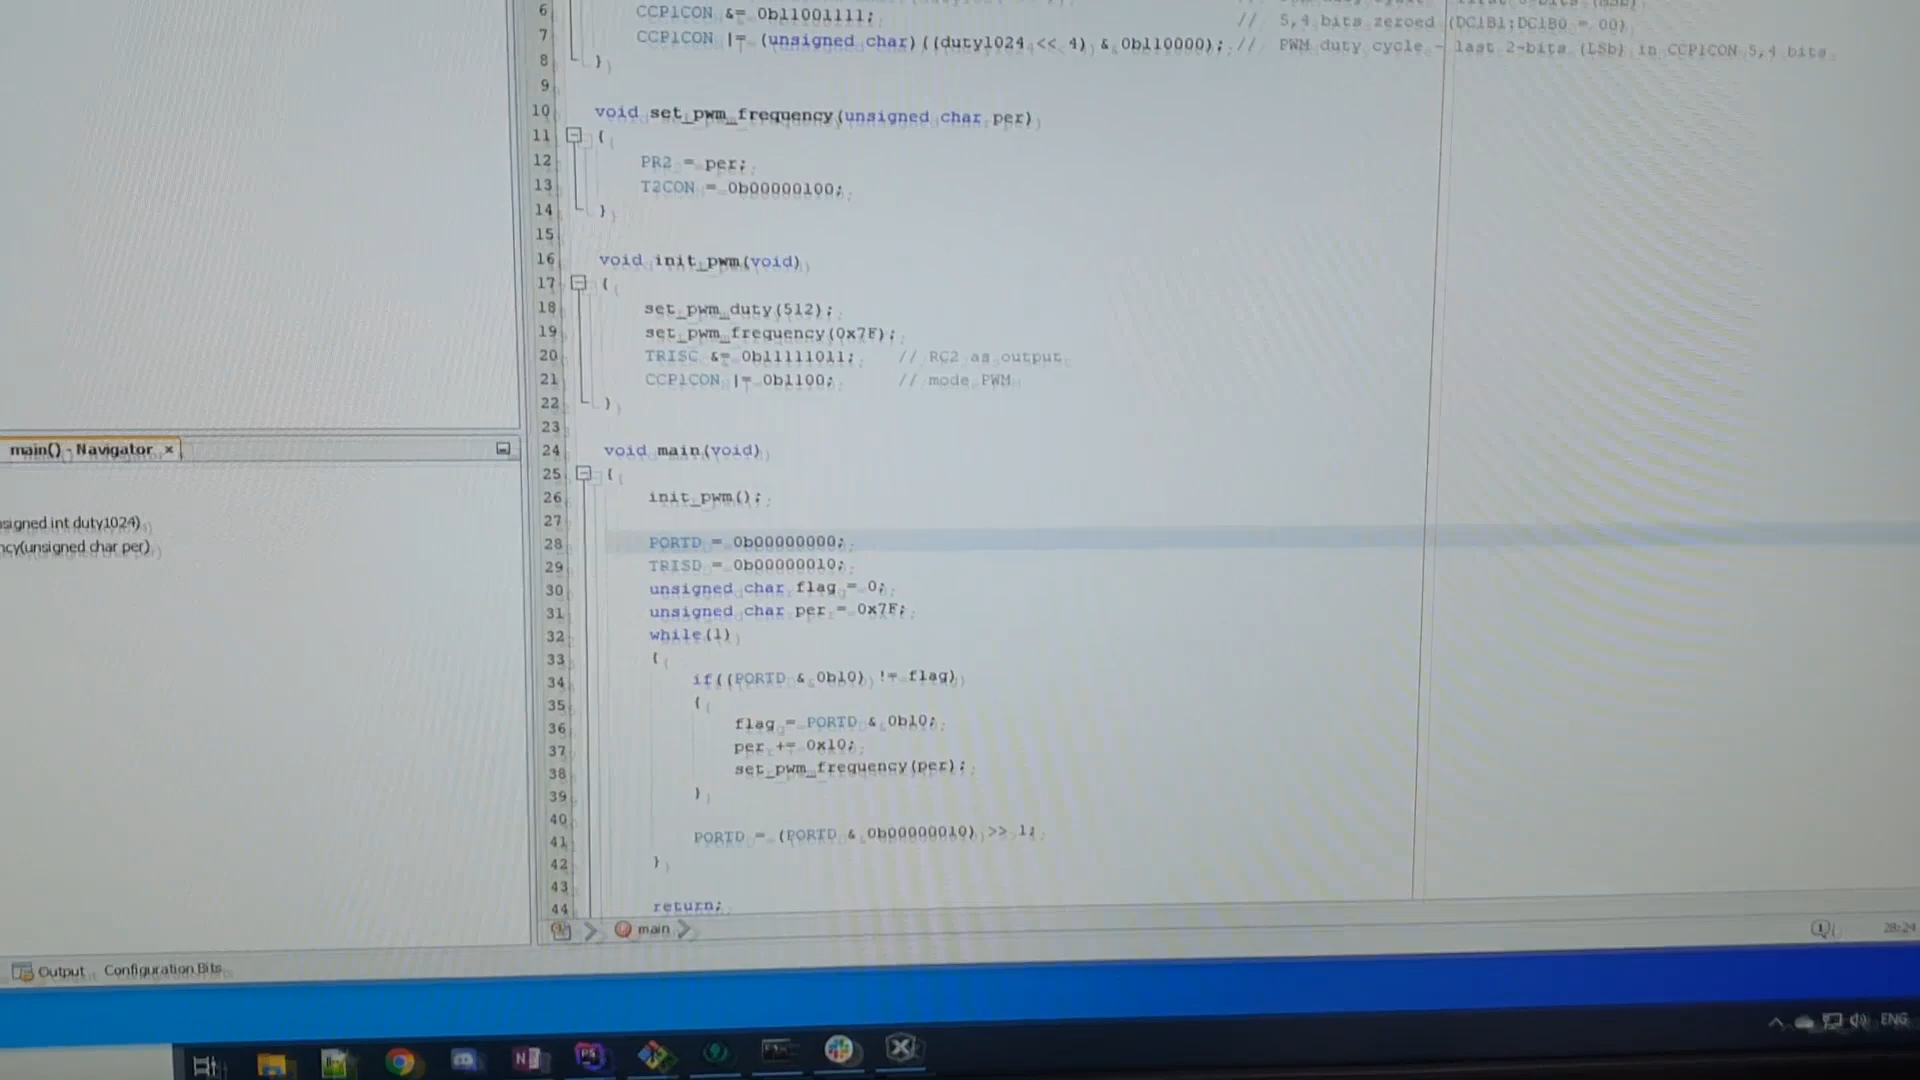 6 CCP1CON &= 0b11001111; // 5,4 bits zeroed (DC1B1;DC1B0 = 00)
7 CCP1CON |= (unsigned char)((duty1024 << 4) & 0b110000); // PWM duty cycle - last 2-bits (LSb) in CCP1CON 5,4 bits
8 }
9
10 void set_pwm_frequency(unsigned char per)
11 {
12 PR2 = per;
13 T2CON = 0b00000100;
14 }
15
16 void init_pwm(void)
17 {
18 set_pwm_duty(512);
19 set_pwm_frequency(0x7F);
20 TRISC &= 0b11111011; // RC2 as output
21 CCP1CON |= 0b1100; // mode PWM
22 }
23
24 void main(void)
25 {
26 init_pwm();
27
28 PORTD = 0b00000000;
29 TRISD = 0b00000010;
30 unsigned char flag = 0;
31 unsigned char per = 0x7F;
32 while(1)
33 {
34 if((PORTD & 0b10) != flag)
35 {
36 flag = PORTD & 0b10;
37 per += 0x10;
38 set_pwm_frequency(per);
39 }
40
41 PORTD = (PORTD & 0b00000010) >> 1;
42 }
43
44 return;
main() - Navigator ×
signed int duty1024)
ncy(unsigned char per)
main
28:24
Output
Configuration Bits
N
PS
ENG